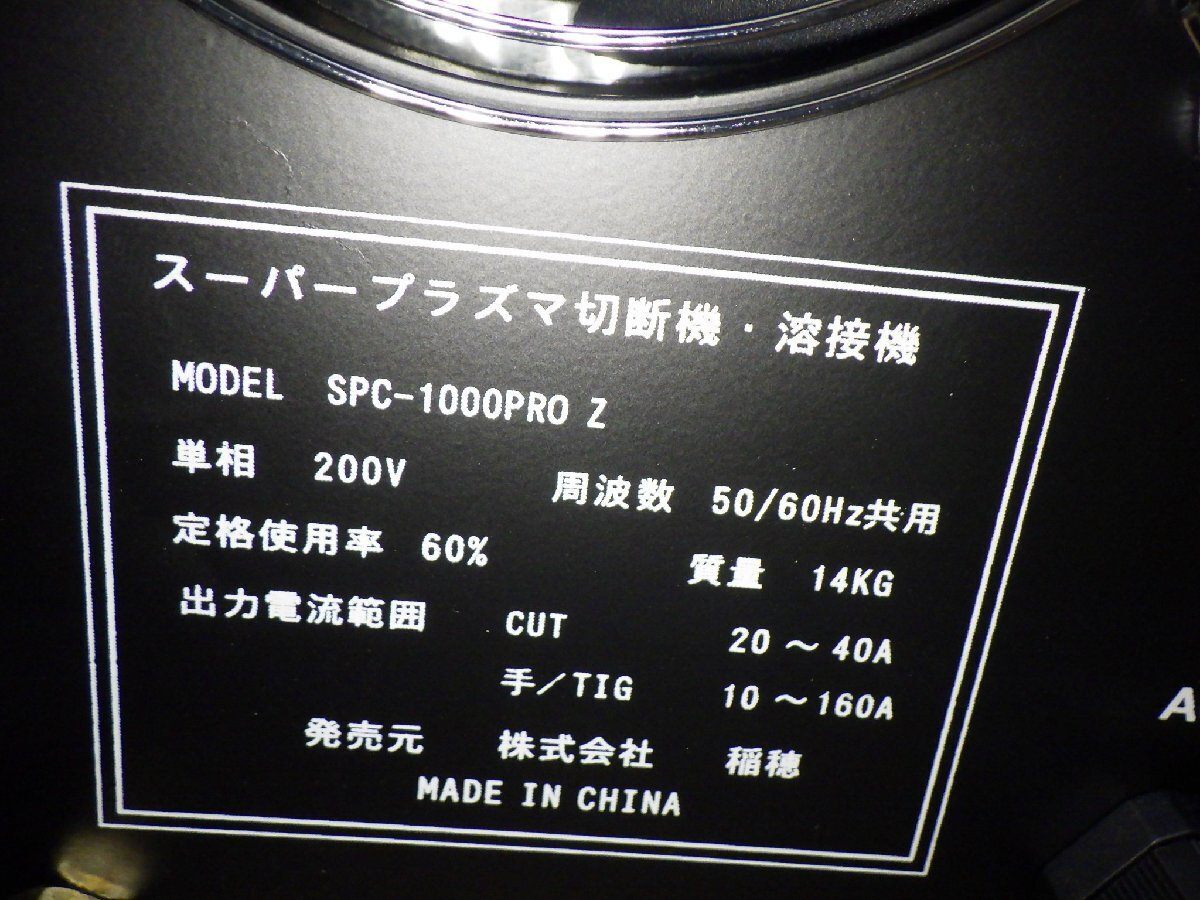 スーパープラズマ切断機・溶接機
MODEL SPC-1000PRO Z
単相 200V 周波数 50/60Hz共用
定格使用率 60% 質量 14KG
出力電流範囲 CUT 20～40A
手/TIG 10～160A
発売元 株式会社 稲穂
MADE IN CHINA
A